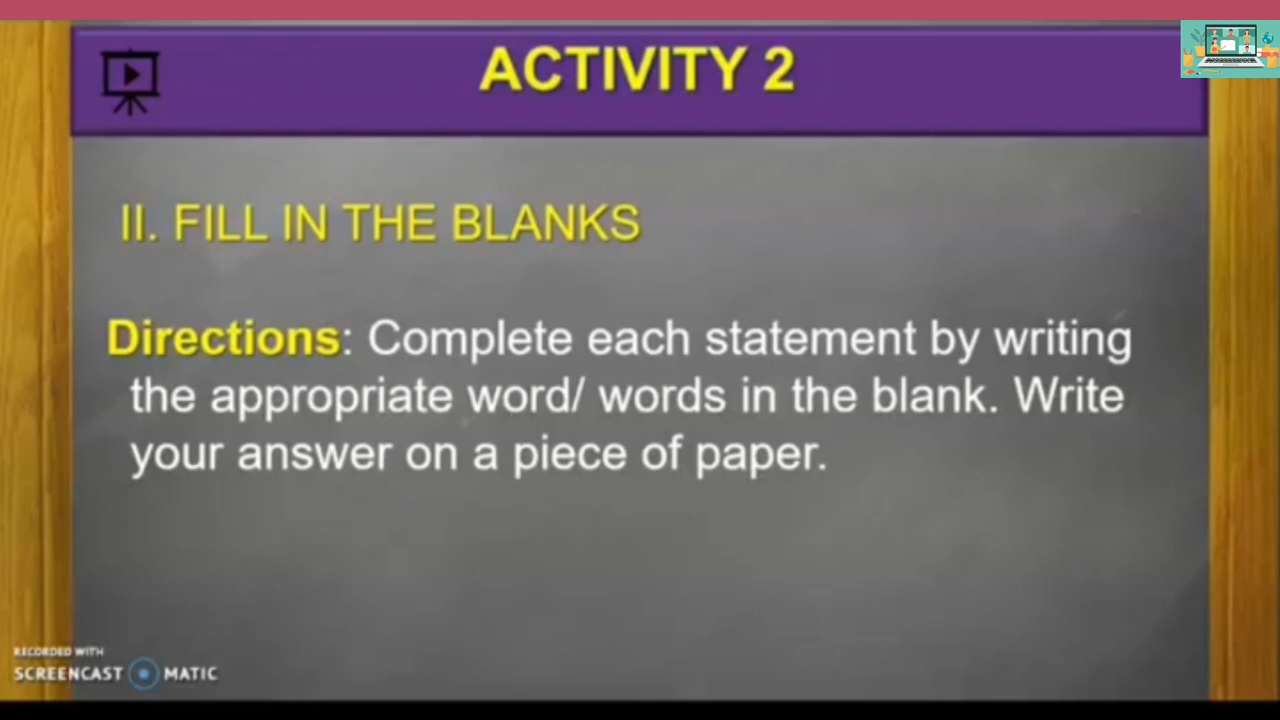 ACTIVITY 2
II. FILL IN THE BLANKS
Directions: Complete each statement by writing
the appropriate word/ words in the blank. Write
your answer on a piece of paper.
RECORDED WITH
SCREENCAST MATIC